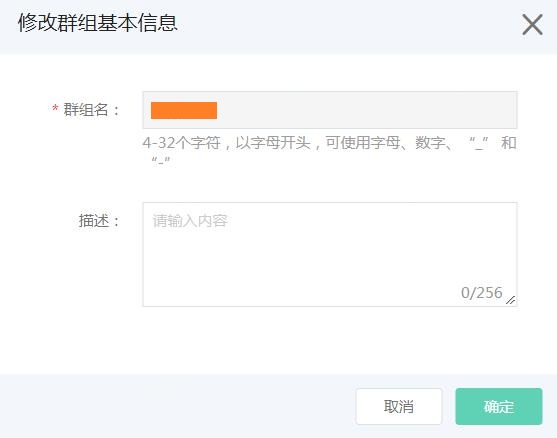 修改群组基本信息
* 群组名：
4-32个字符，以字母开头，可使用字母、数字、“_” 和
“-”
描述：
请输入内容
0/256
取消
确定